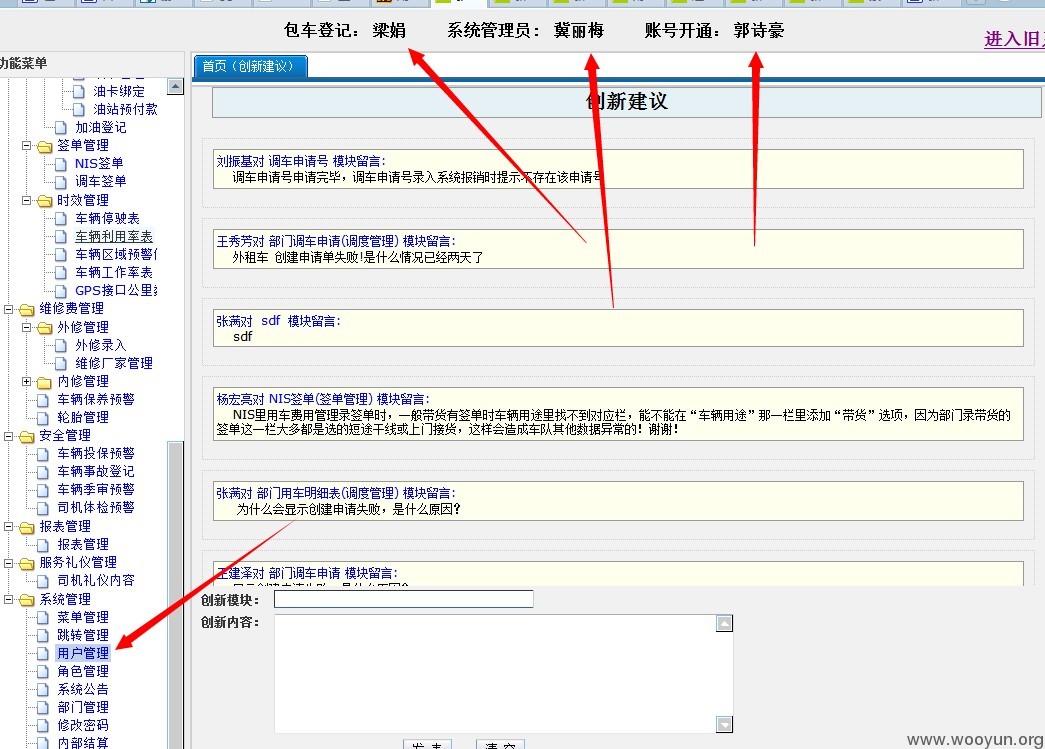 包车登记: 梁娟 系统管理员: 冀丽梅 账号开通: 郭诗豪
进入旧
功能菜单
首页(创新建议)
创新建议
油卡绑定
油站预付款
加油登记
签单管理
NIS签单
调车签单
时效管理
车辆停驶表
车辆利用率表
车辆区域预警
车辆工作率表
GPS接口公里
维修费管理
外修管理
外修录入
维修厂家管理
内修管理
车辆保养预警
轮胎管理
安全管理
车辆投保预警
车辆事故登记
车辆季审预警
司机体检预警
报表管理
报表管理
服务礼仪管理
司机礼仪内容
系统管理
菜单管理
跳转管理
用户管理
角色管理
系统公告
部门管理
修改密码
内部结算
刘振基对 调车申请号 模块留言:
调车申请号申请完毕，调车申请号录入系统报销时提示不存在该申请号
王秀芳对 部门调车申请(调度管理) 模块留言:
外租车 创建申请单失败!是什么情况已经两天了
张满对 sdf 模块留言:
sdf
杨宏亮对 NIS签单(签单管理) 模块留言:
NIS里用车费用管理录签单时，一般带货有签单时车辆用途里找不到对应栏，能不能在“车辆用途”那一栏里添加“带货”选项，因为部门录带货的
签单这一栏大多都是选的短途干线或上门接货，这样会造成车队其他数据异常的！谢谢！
张满对 部门用车明细表(调度管理) 模块留言:
为什么会显示创建申请失败，是什么原因?
王建泽对 部门调车申请 模块留言:
创新模块:
创新内容:
发 表 清 空
www.wooyun.org